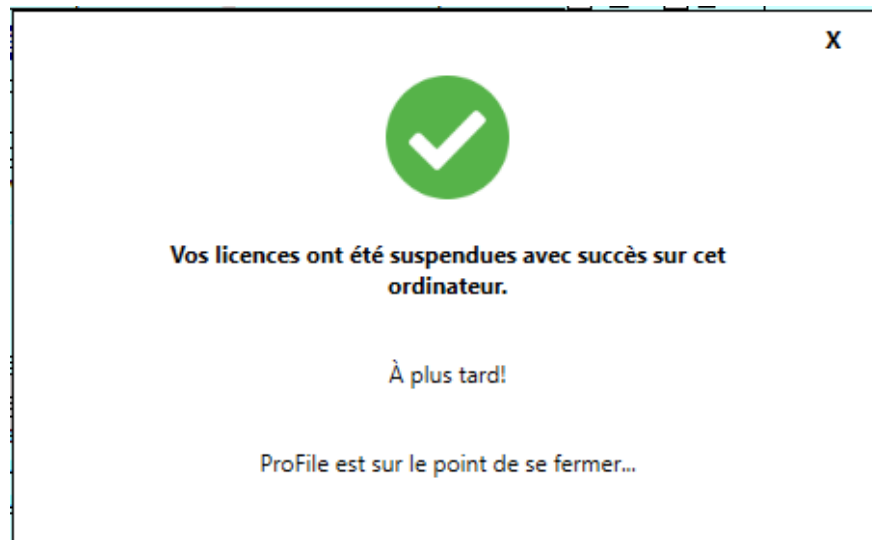 X
Vos licences ont été suspendues avec succès sur cet
ordinateur.
À plus tard!
ProFile est sur le point de se fermer...